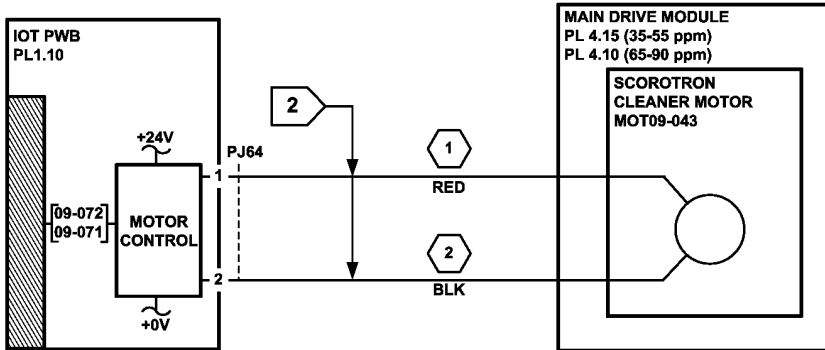 IOT PWB
PL1.10
+24V
PJ64
[09-072
09-071]
MOTOR
CONTROL
+0V
1
2
2
1
RED
2
BLK
MAIN DRIVE MODULE
PL 4.15 (35-55 ppm)
PL 4.10 (65-90 ppm)
SCOROTRON
CLEANER MOTOR
MOT09-043